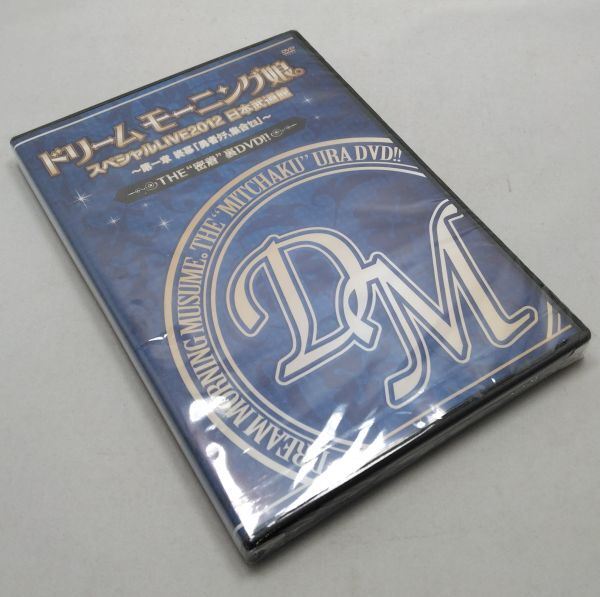 DVD
ドリーム モーニング娘。
スペシャルLIVE2012 日本武道館
～第一章 終幕「勇者タチ、集合セヨ」～
THE"密着"裏DVD!!
DREAM MORNING MUSUME。THE "MITCHAKU" URA DVD!!
DM